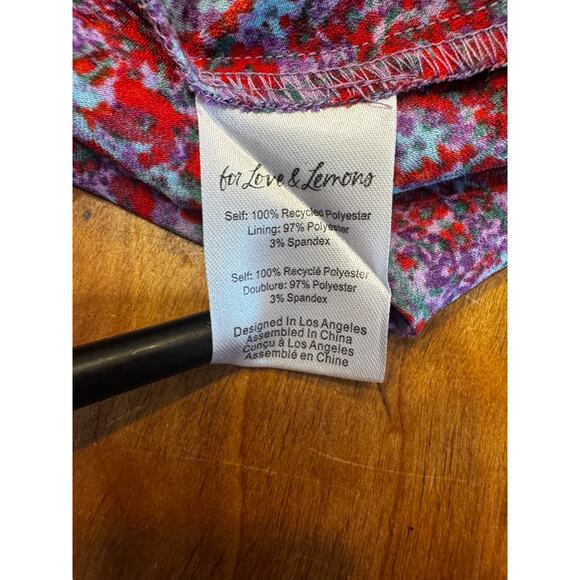 for Love & Lemons
Self: 100% Recycled Polyester
Lining: 97% Polyester
3% Spandex
Self: 100% Recyclé Polyester
Doublure: 97% Polyester
3% Spandex
Designed In Los Angeles
Assembled In China
Conçu à Los Angeles
Assemblé en Chine